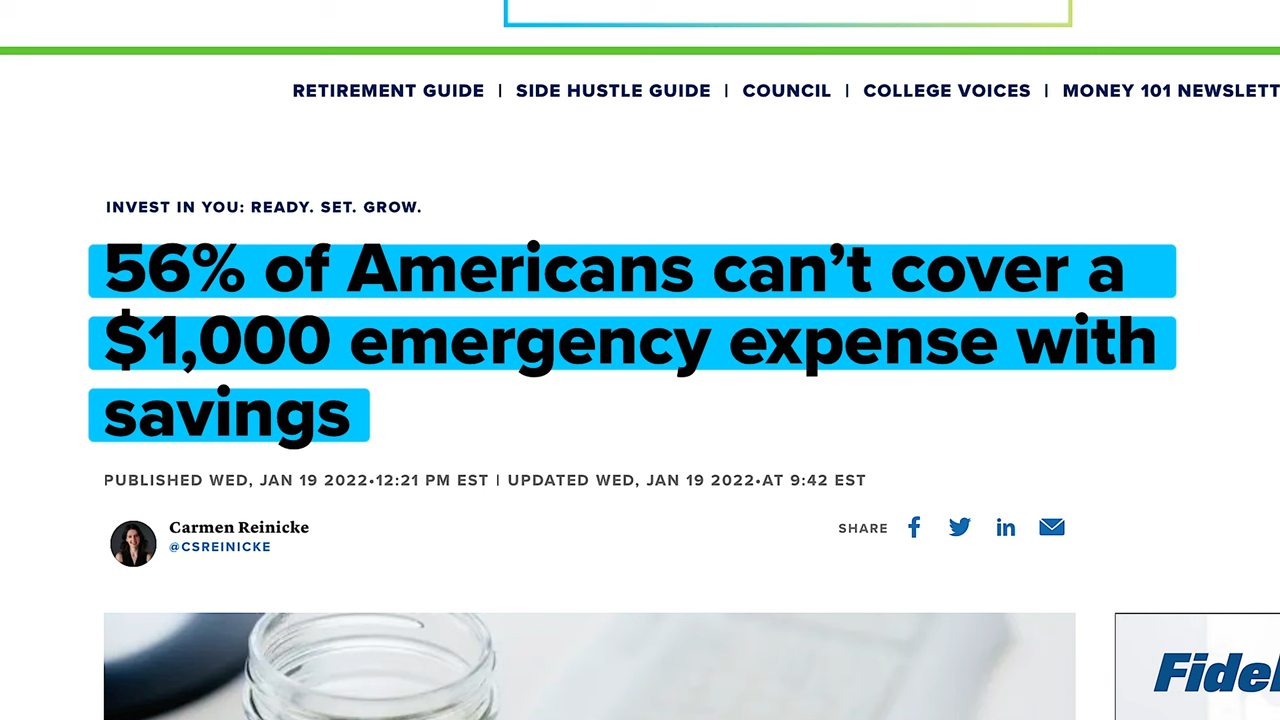 RETIREMENT GUIDE | SIDE HUSTLE GUIDE | COUNCIL | COLLEGE VOICES | MONEY 101
INVEST IN YOU: READY. SET. GROW.
56% of Americans can’t cover a
$1,000 emergency expense with
savings
PUBLISHED WED, JAN 19 2022•12:21 PM EST | UPDATED WED, JAN 19 2022•AT 9:42 EST
Carmen Reinicke
@CSREINICKE
SHARE